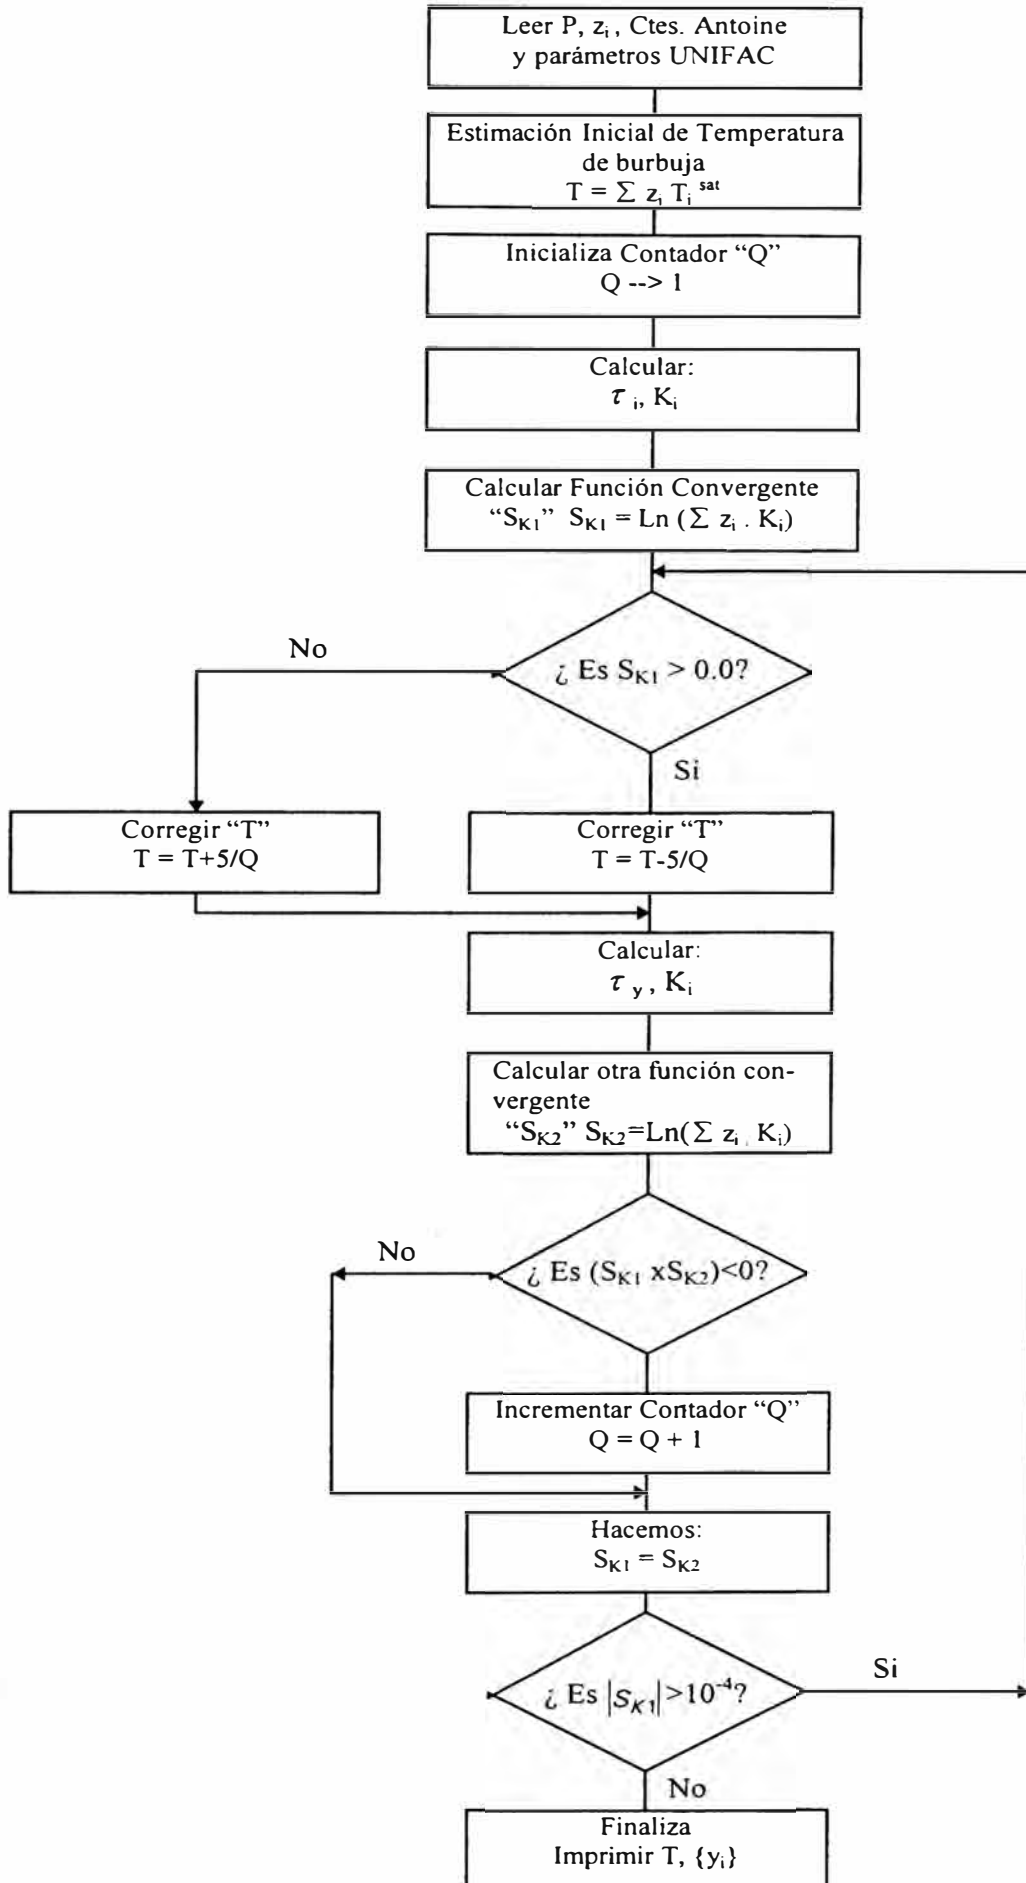 Leer P, zᵢ, Ctes. Antoine
y parámetros UNIFAC
Estimación Inicial de Temperatura
de burbuja
T = ∑ zᵢ Tᵢ ˢᵃᵗ
Inicializa Contador “Q”
Q --> 1
Calcular:
τ ᵢ, Kᵢ
Calcular Función Convergente
“S_K1” S_K1 = Ln (∑ zᵢ . Kᵢ)
¿ Es S_K1 > 0.0?
No
Si
Corregir “T”
T = T+5/Q
Corregir “T”
T = T-5/Q
Calcular:
τ _y , Kᵢ
Calcular otra función con-
vergente
“S_K2” S_K2=Ln(∑ zᵢ . Kᵢ)
No
¿ Es (S_K1 xS_K2)<0?
Incrementar Contador “Q”
Q = Q + 1
Hacemos:
S_K1 = S_K2
¿ Es |S_K1|>10⁻⁴?
Si
No
Finaliza
Imprimir T, {yᵢ}